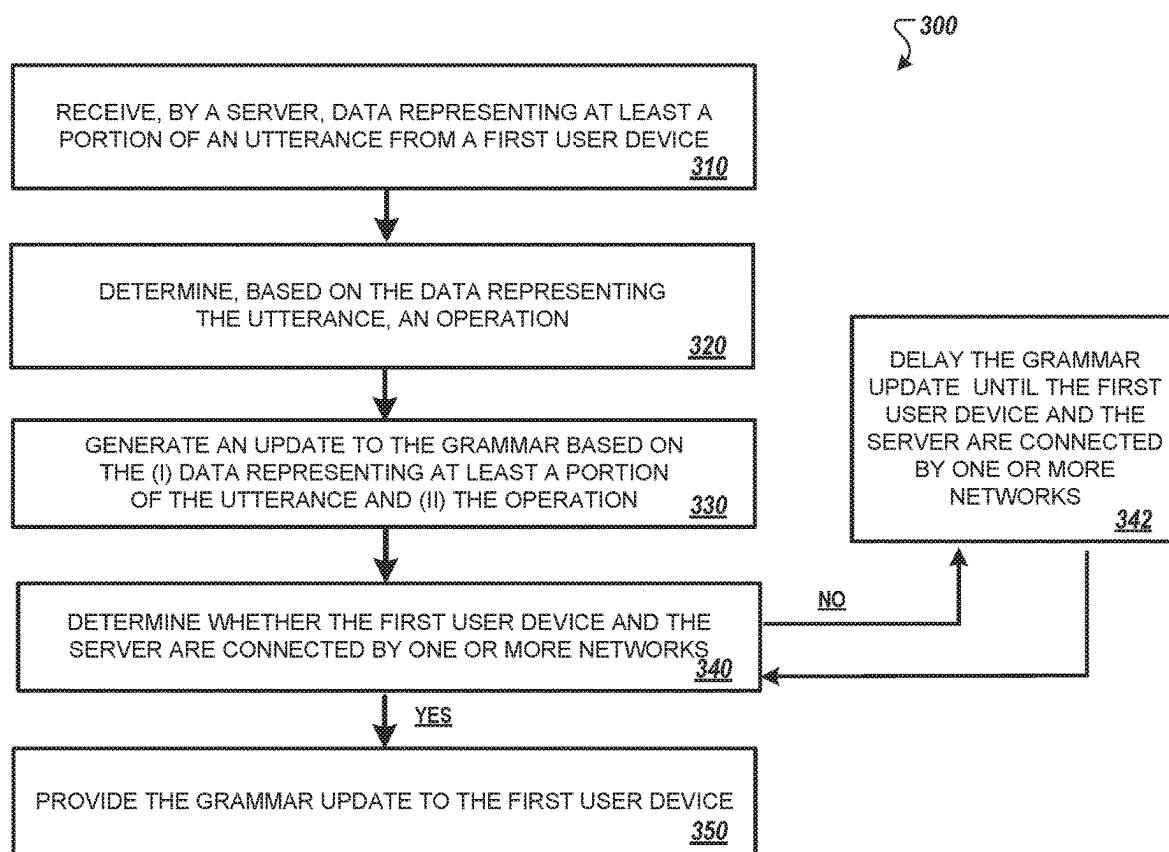 300
RECEIVE, BY A SERVER, DATA REPRESENTING AT LEAST A
PORTION OF AN UTTERANCE FROM A FIRST USER DEVICE
310
DETERMINE, BASED ON THE DATA REPRESENTING
THE UTTERANCE, AN OPERATION
320
GENERATE AN UPDATE TO THE GRAMMAR BASED ON
THE (I) DATA REPRESENTING AT LEAST A PORTION
OF THE UTTERANCE AND (II) THE OPERATION
330
DETERMINE WHETHER THE FIRST USER DEVICE AND THE
SERVER ARE CONNECTED BY ONE OR MORE NETWORKS
340
NO
DELAY THE GRAMMAR
UPDATE UNTIL THE FIRST
USER DEVICE AND THE
SERVER ARE CONNECTED
BY ONE OR MORE
NETWORKS
342
YES
PROVIDE THE GRAMMAR UPDATE TO THE FIRST USER DEVICE
350